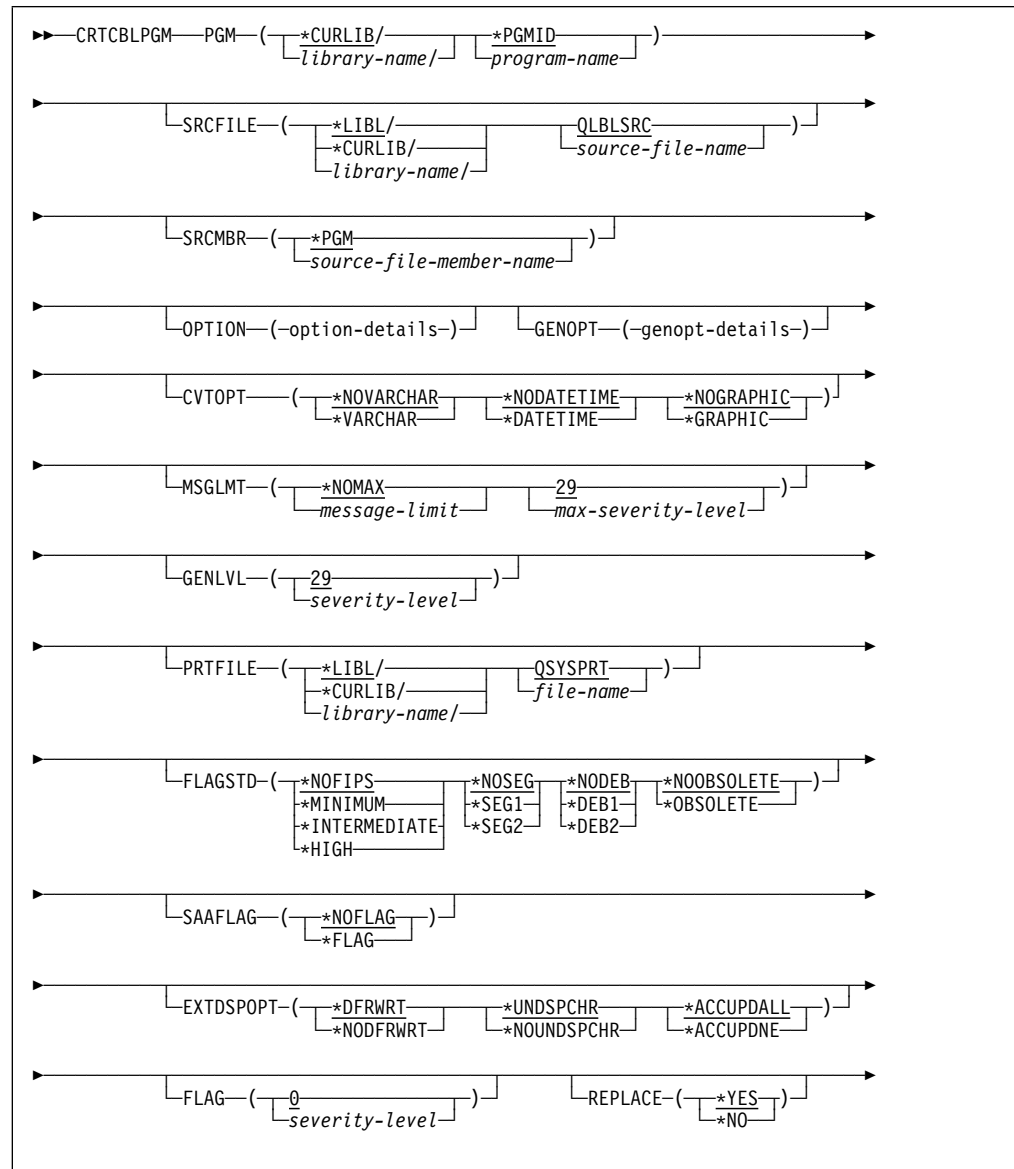 CRTCBLPGM PGM ( *CURLIB/ *PGMID )
library-name/ program-name
SRCFILE ( *LIBL/ QLBLSRC )
*CURLIB/ source-file-name
library-name/
SRCMBR ( *PGM )
source-file-member-name
OPTION ( option-details ) GENOPT ( genopt-details )
CVTOPT ( *NOVARCHAR *NODATETIME *NOGRAPHIC )
*VARCHAR *DATETIME *GRAPHIC
MSGLMT ( *NOMAX 29 )
message-limit max-severity-level
GENLVL ( 29 )
severity-level
PRTFILE ( *LIBL/ QSYSPRT )
*CURLIB/ file-name
library-name/
FLAGSTD ( *NOFIPS *NOSEG *NODEB *NOOBSOLETE )
*MINIMUM *SEG1 *DEB1 *OBSOLETE
*INTERMEDIATE *SEG2 *DEB2
*HIGH
SAAFLAG ( *NOFLAG )
*FLAG
EXTDSPOPT ( *DFRWRT *UNDSPCHR *ACCUPDALL )
*NODFRWRT *NOUNDSPCHR *ACCUPDNE
FLAG ( 0 ) REPLACE ( *YES )
severity-level *NO